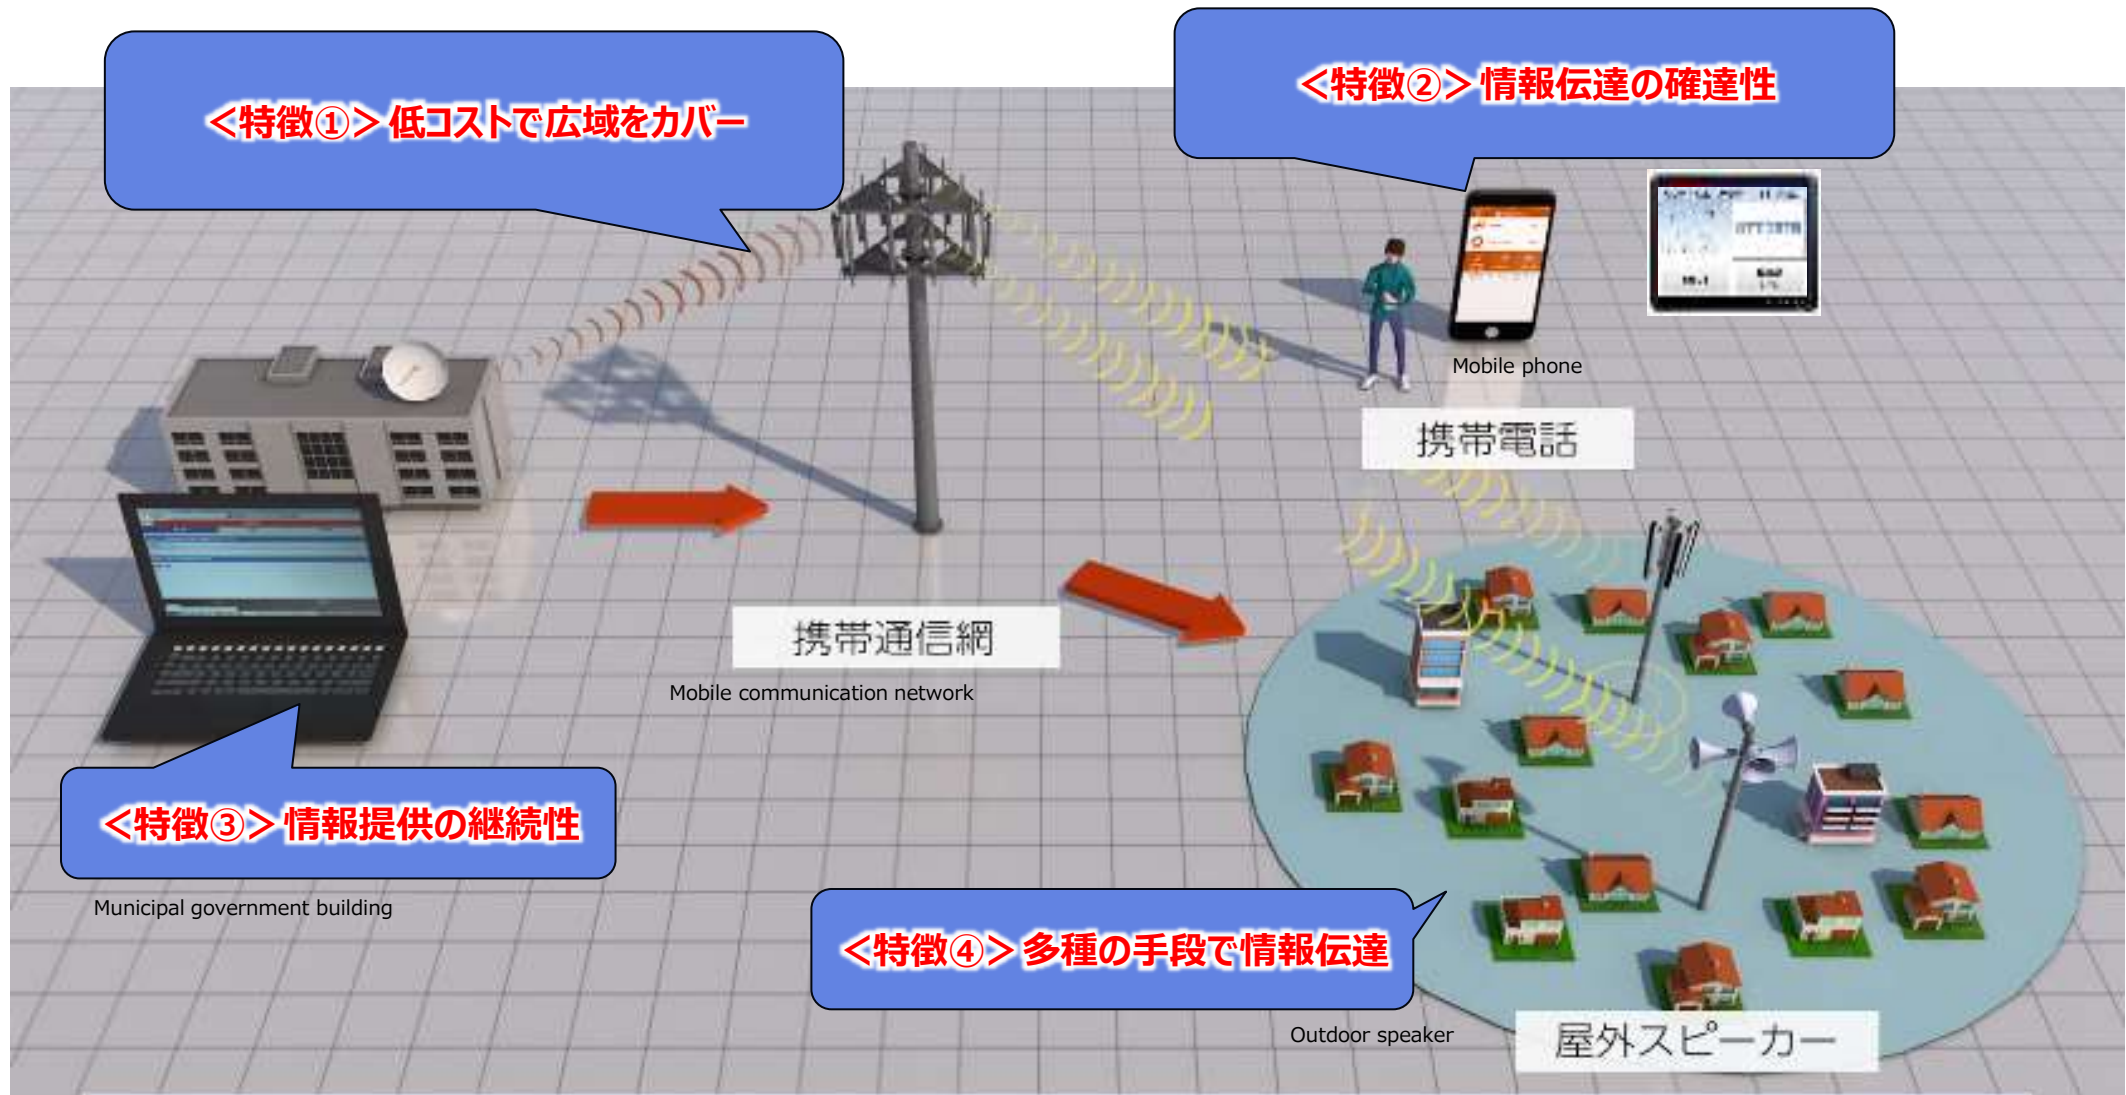 ＜特徴①＞低コストで広域をカバー
＜特徴②＞情報伝達の確達性
Mobile phone
携帯電話
携帯通信網
Mobile communication network
＜特徴③＞情報提供の継続性
Municipal government building
＜特徴④＞多種の手段で情報伝達
Outdoor speaker
屋外スピーカー